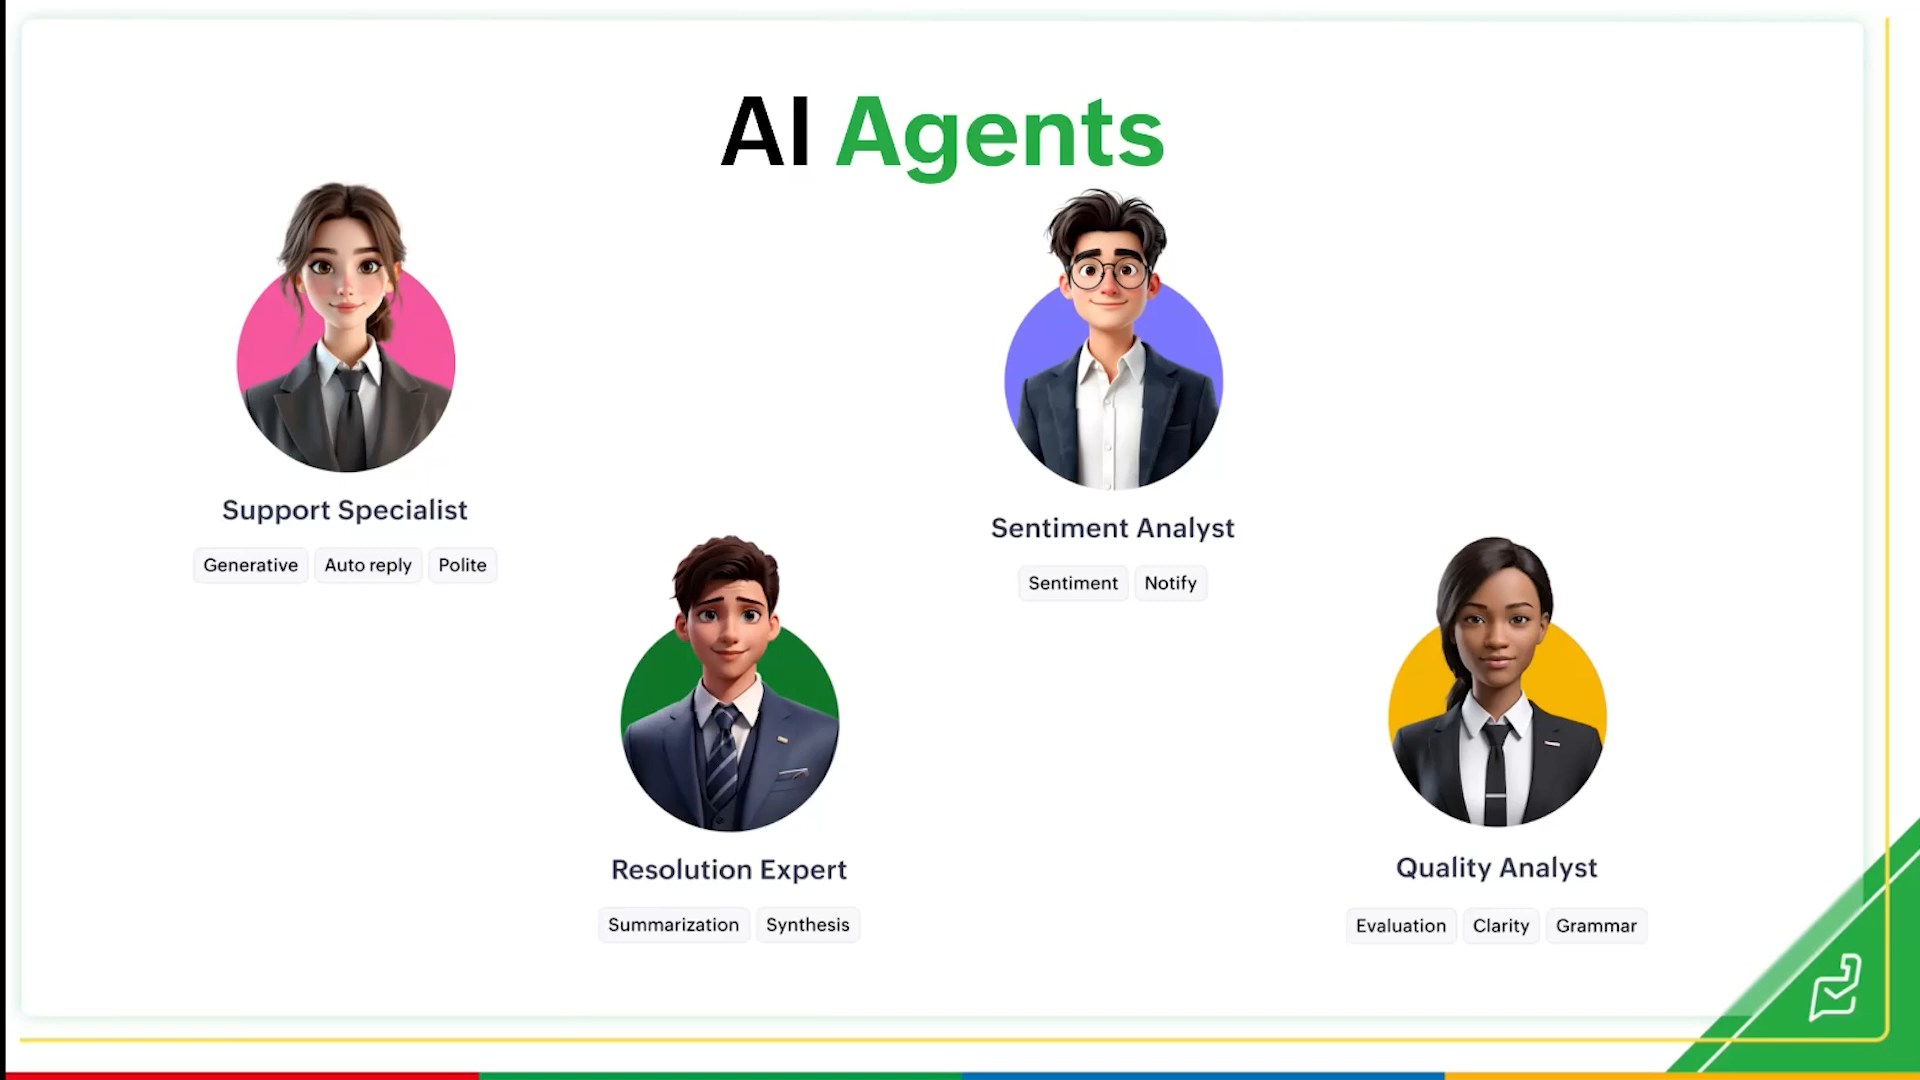 AI Agents
Support Specialist
Generative Auto reply Polite
Sentiment Analyst
Sentiment Notify
Resolution Expert
Summarization Synthesis
Quality Analyst
Evaluation Clarity Grammar